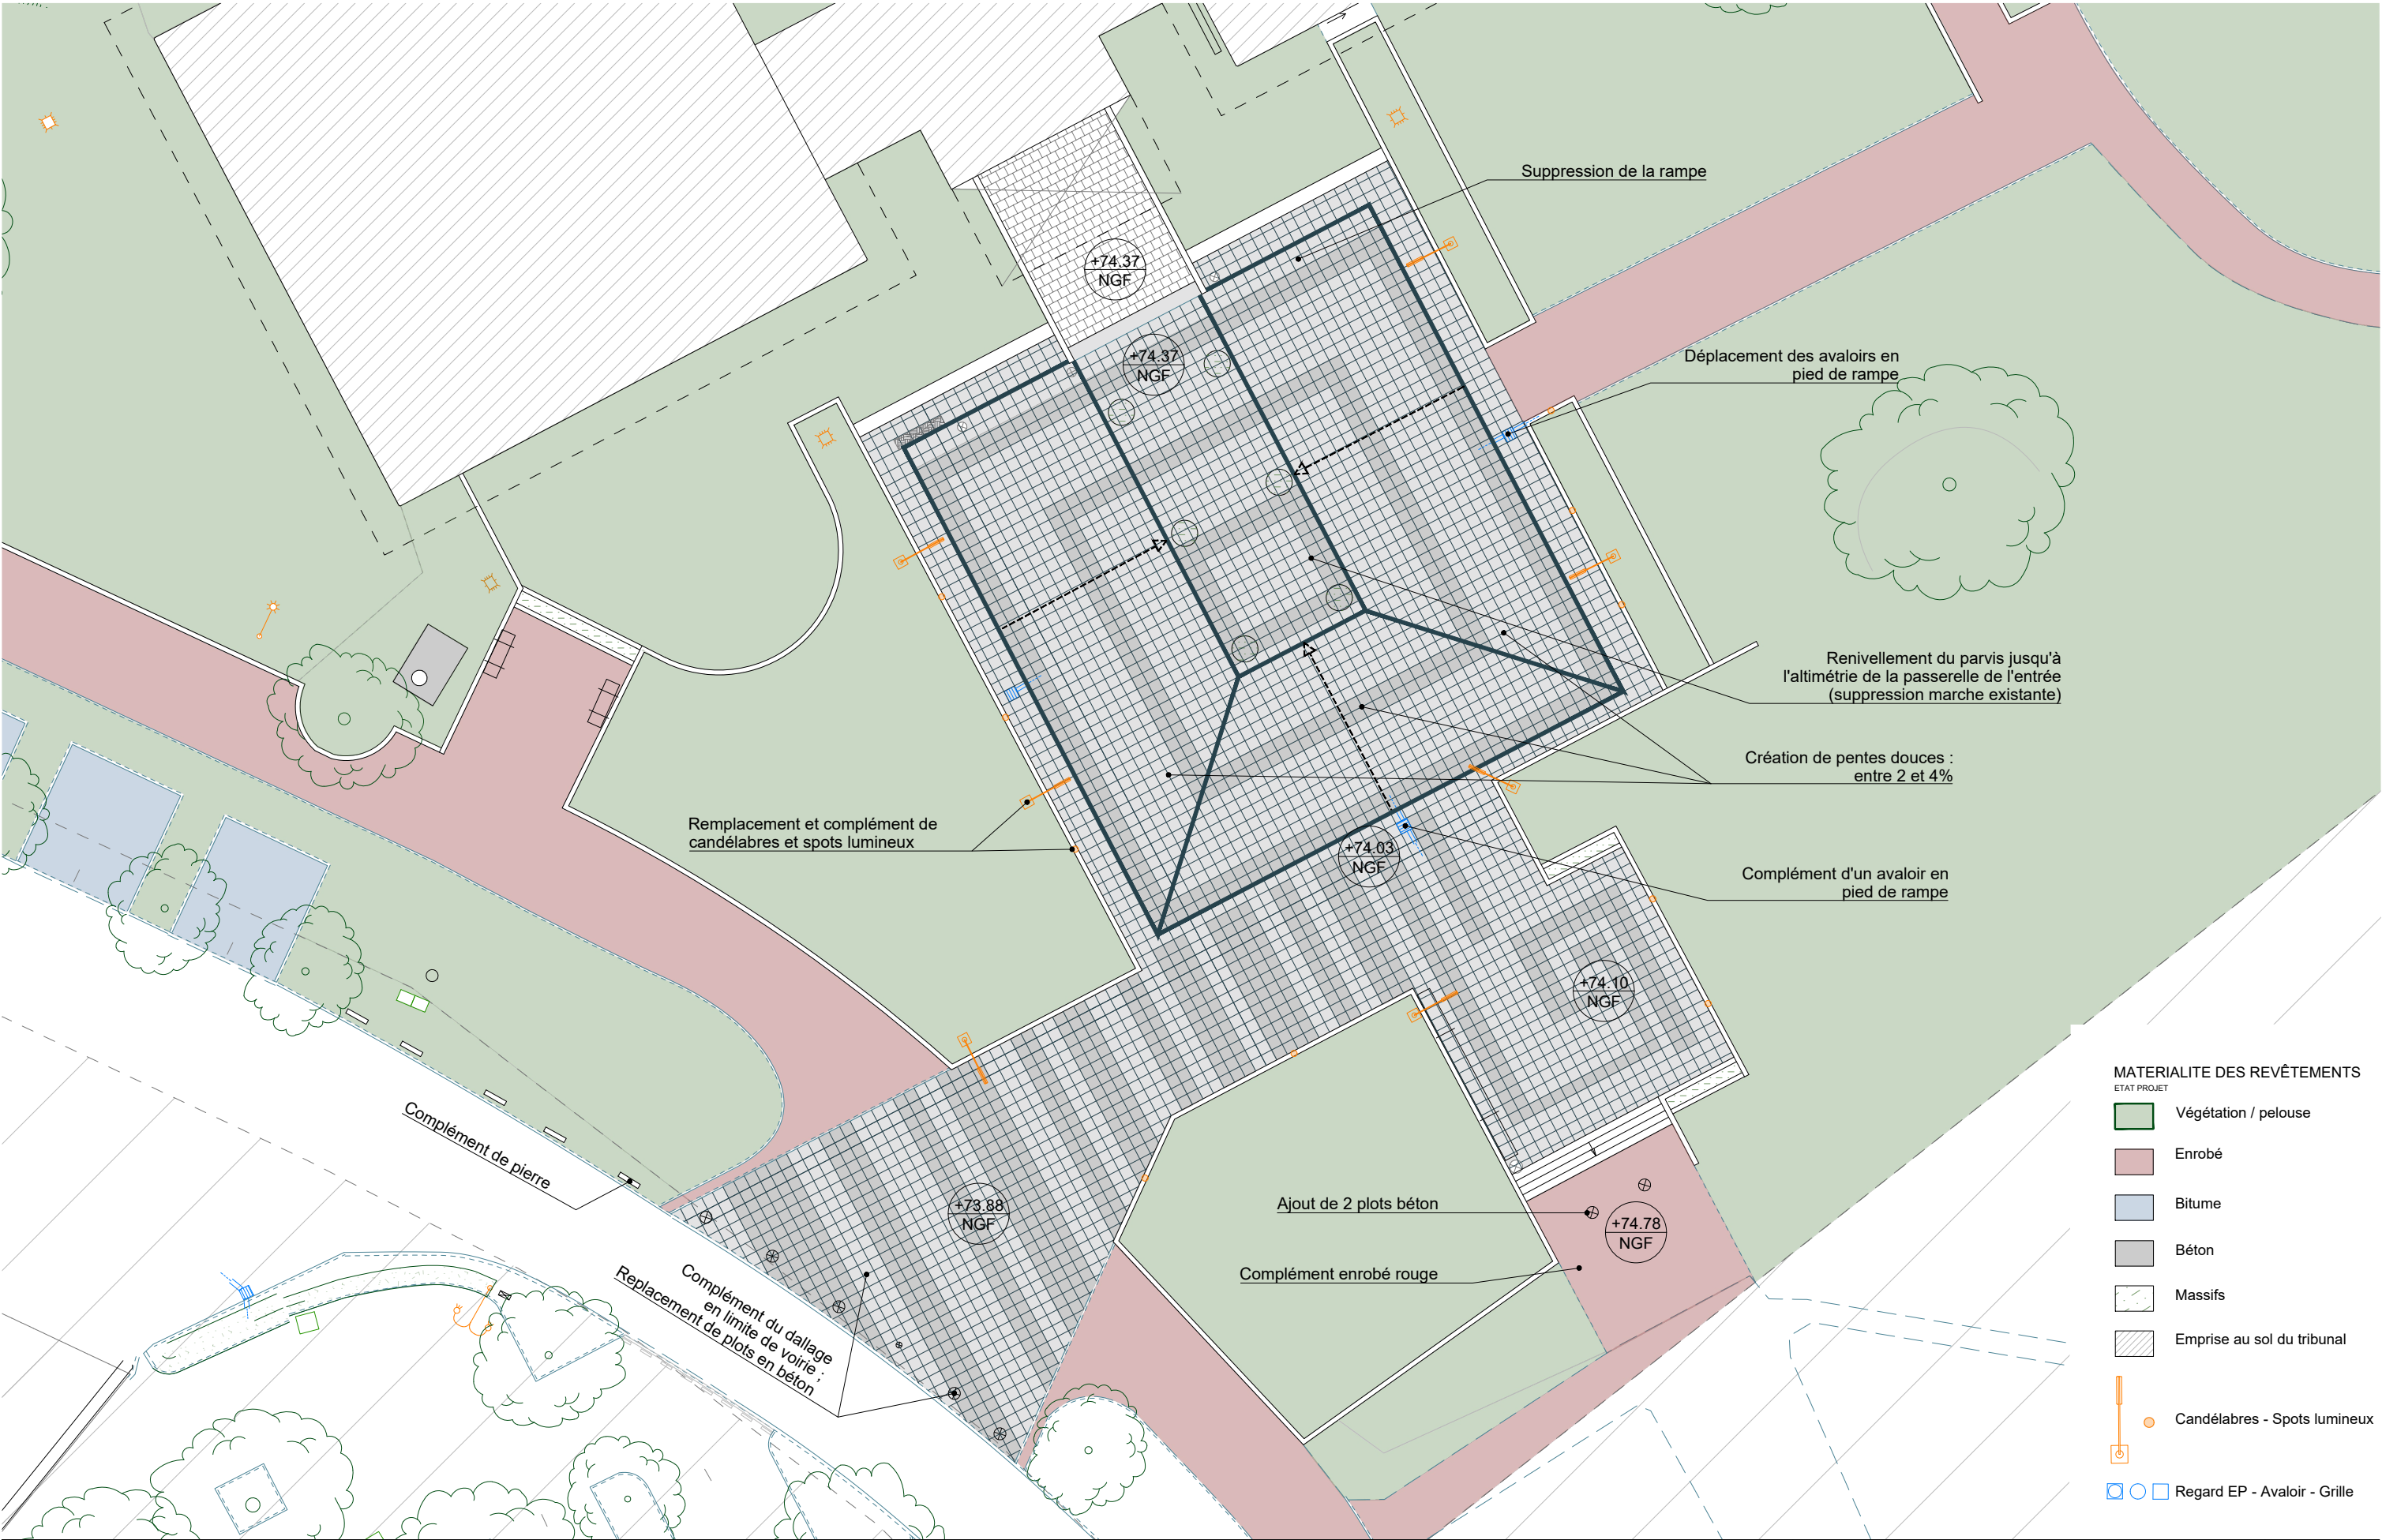 Suppression de la rampe
+74.37
NGF
+74.37
NGF
Déplacement des avaloirs en
pied de rampe
Renivellement du parvis jusqu'à
l'altimétrie de la passerelle de l'entrée
(suppression marche existante)
Création de pentes douces :
entre 2 et 4%
Remplacement et complément de
candélabres et spots lumineux
+74.03
NGF
Complément d'un avaloir en
pied de rampe
+74.10
NGF
Complément de pierre
+73.88
NGF
Ajout de 2 plots béton
+74.78
NGF
Complément enrobé rouge
Complément du dallage
en limite de voirie ;
Replacement de plots en béton
MATERIALITE DES REVÊTEMENTS
ETAT PROJET
Végétation / pelouse
Enrobé
Bitume
Béton
Massifs
Emprise au sol du tribunal
Candélabres - Spots lumineux
Regard EP - Avaloir - Grille